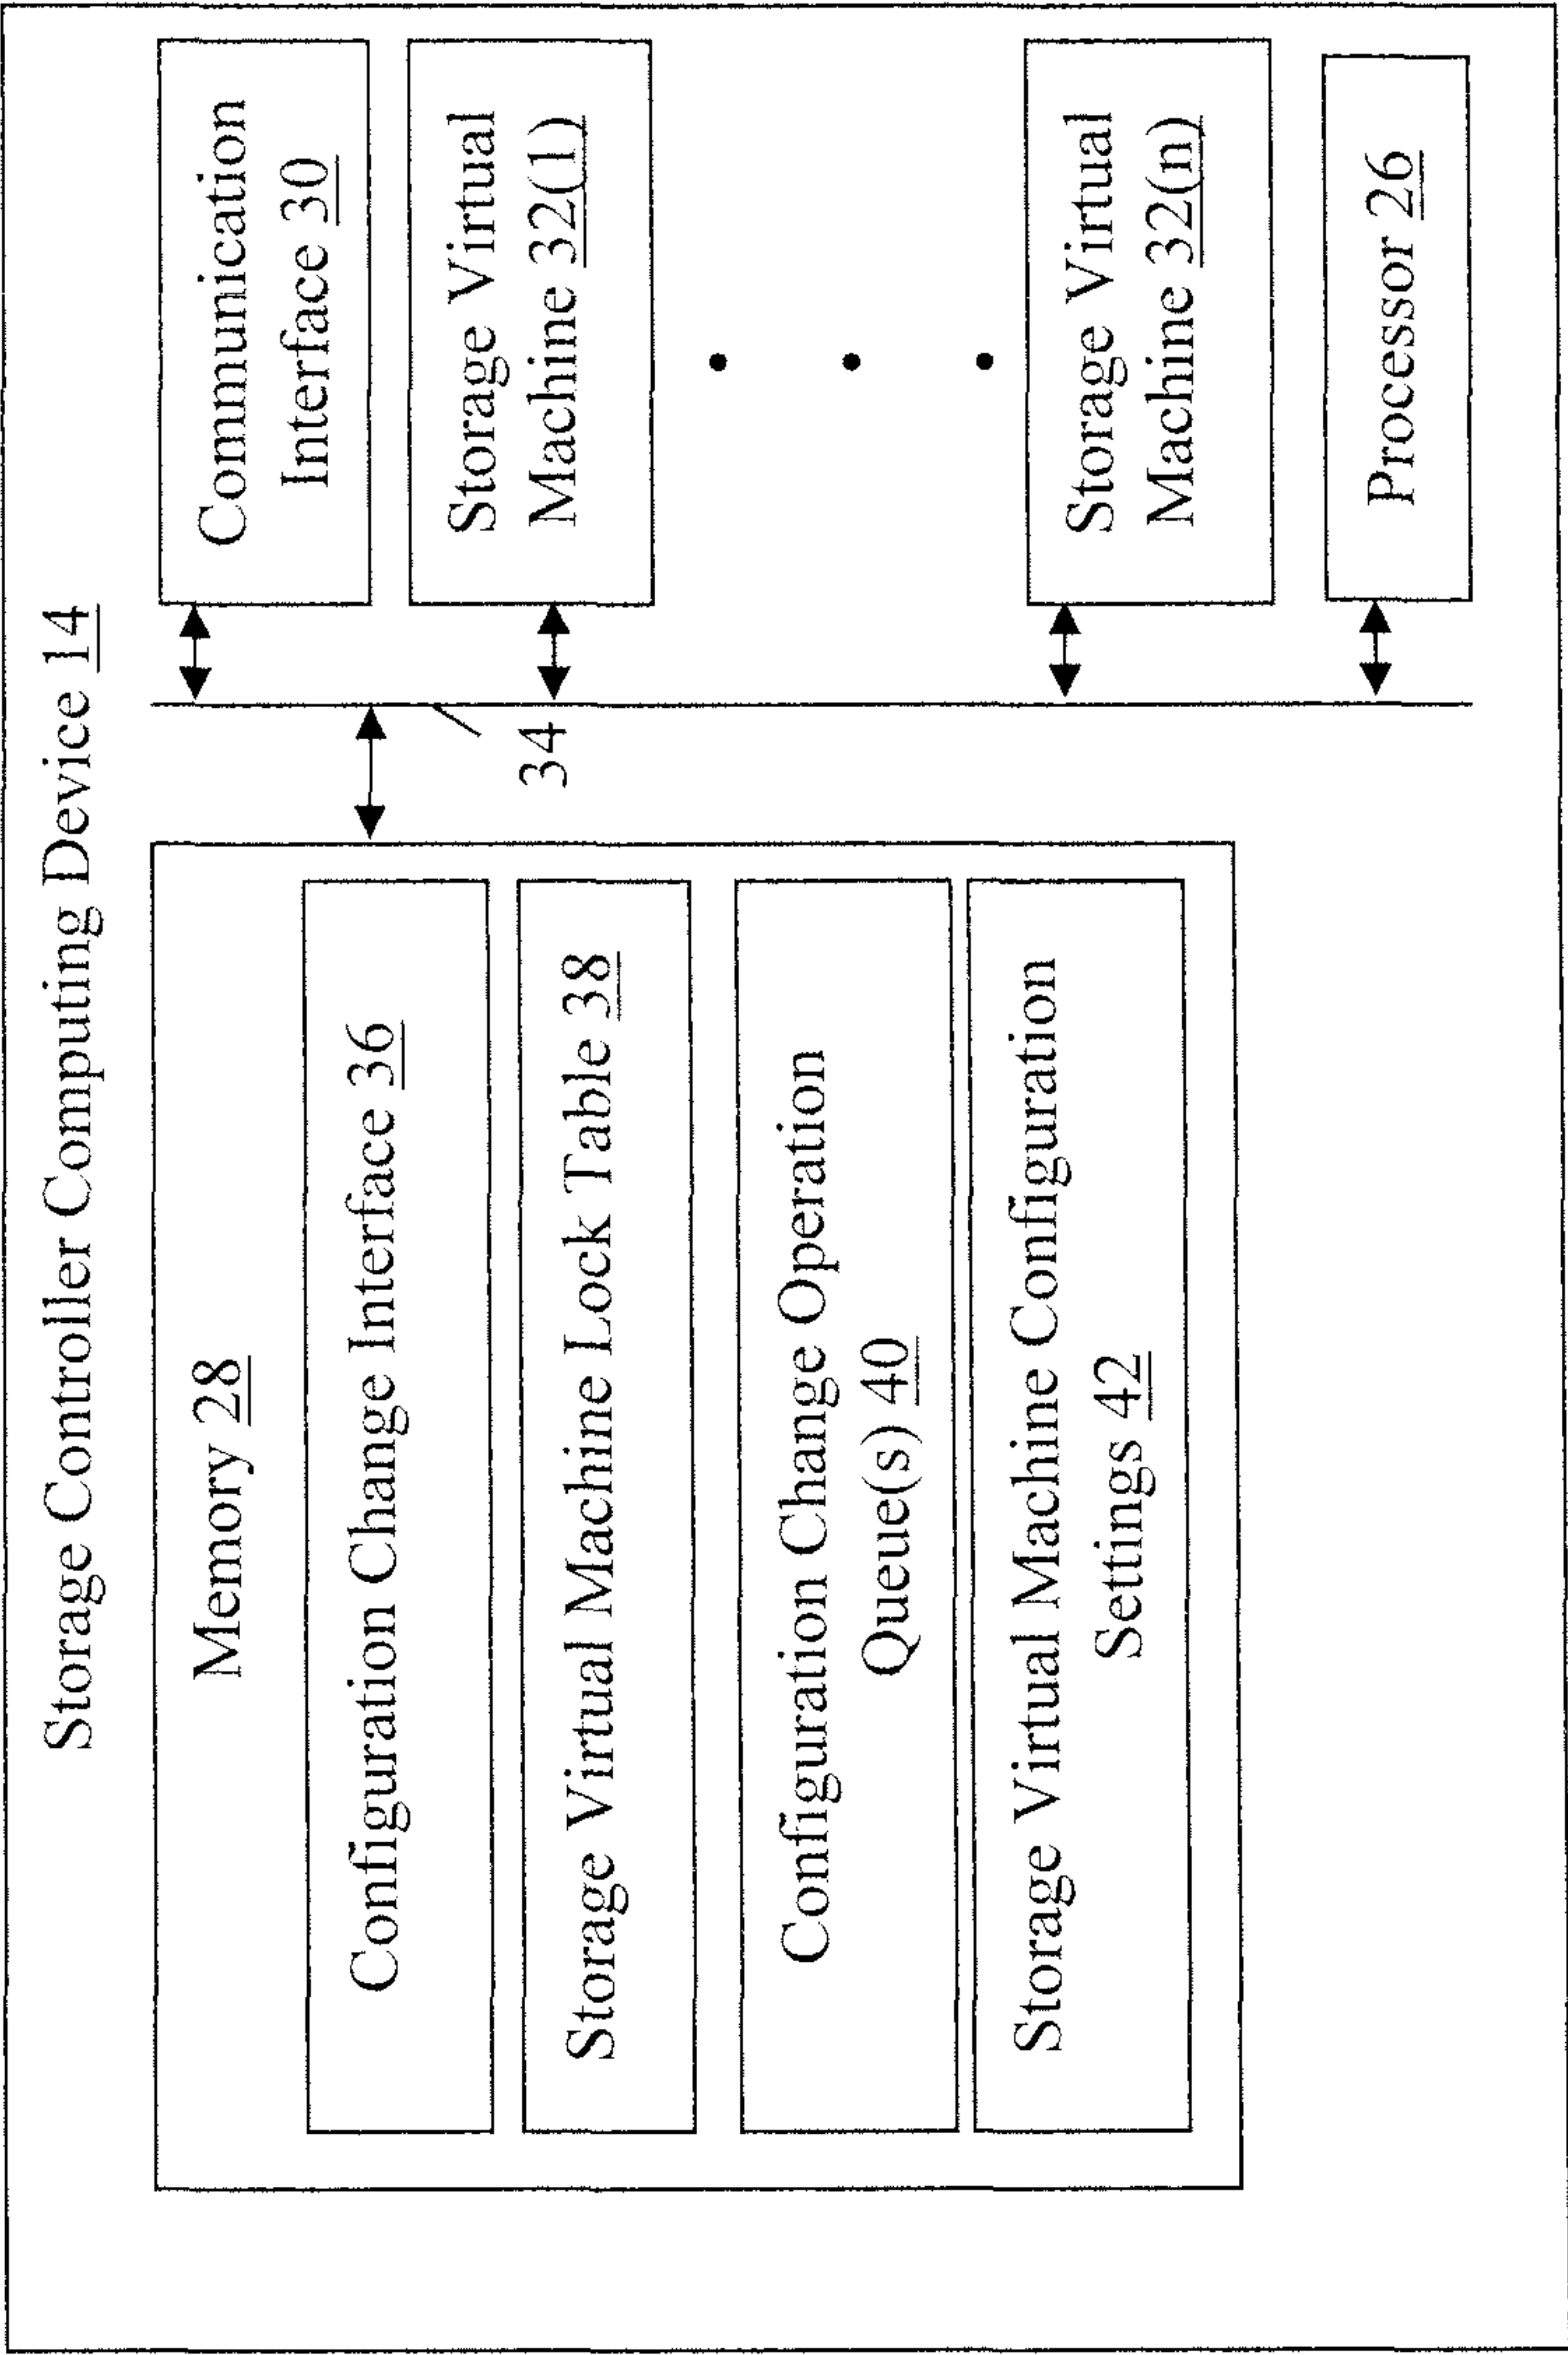 Storage Controller Computing Device 14
Memory 28
Configuration Change Interface 36
Storage Virtual Machine Lock Table 38
Configuration Change Operation
Queue(s) 40
Storage Virtual Machine Configuration
Settings 42
34
Communication
Interface 30
Storage Virtual
Machine 32(1)
Storage Virtual
Machine 32(n)
Processor 26